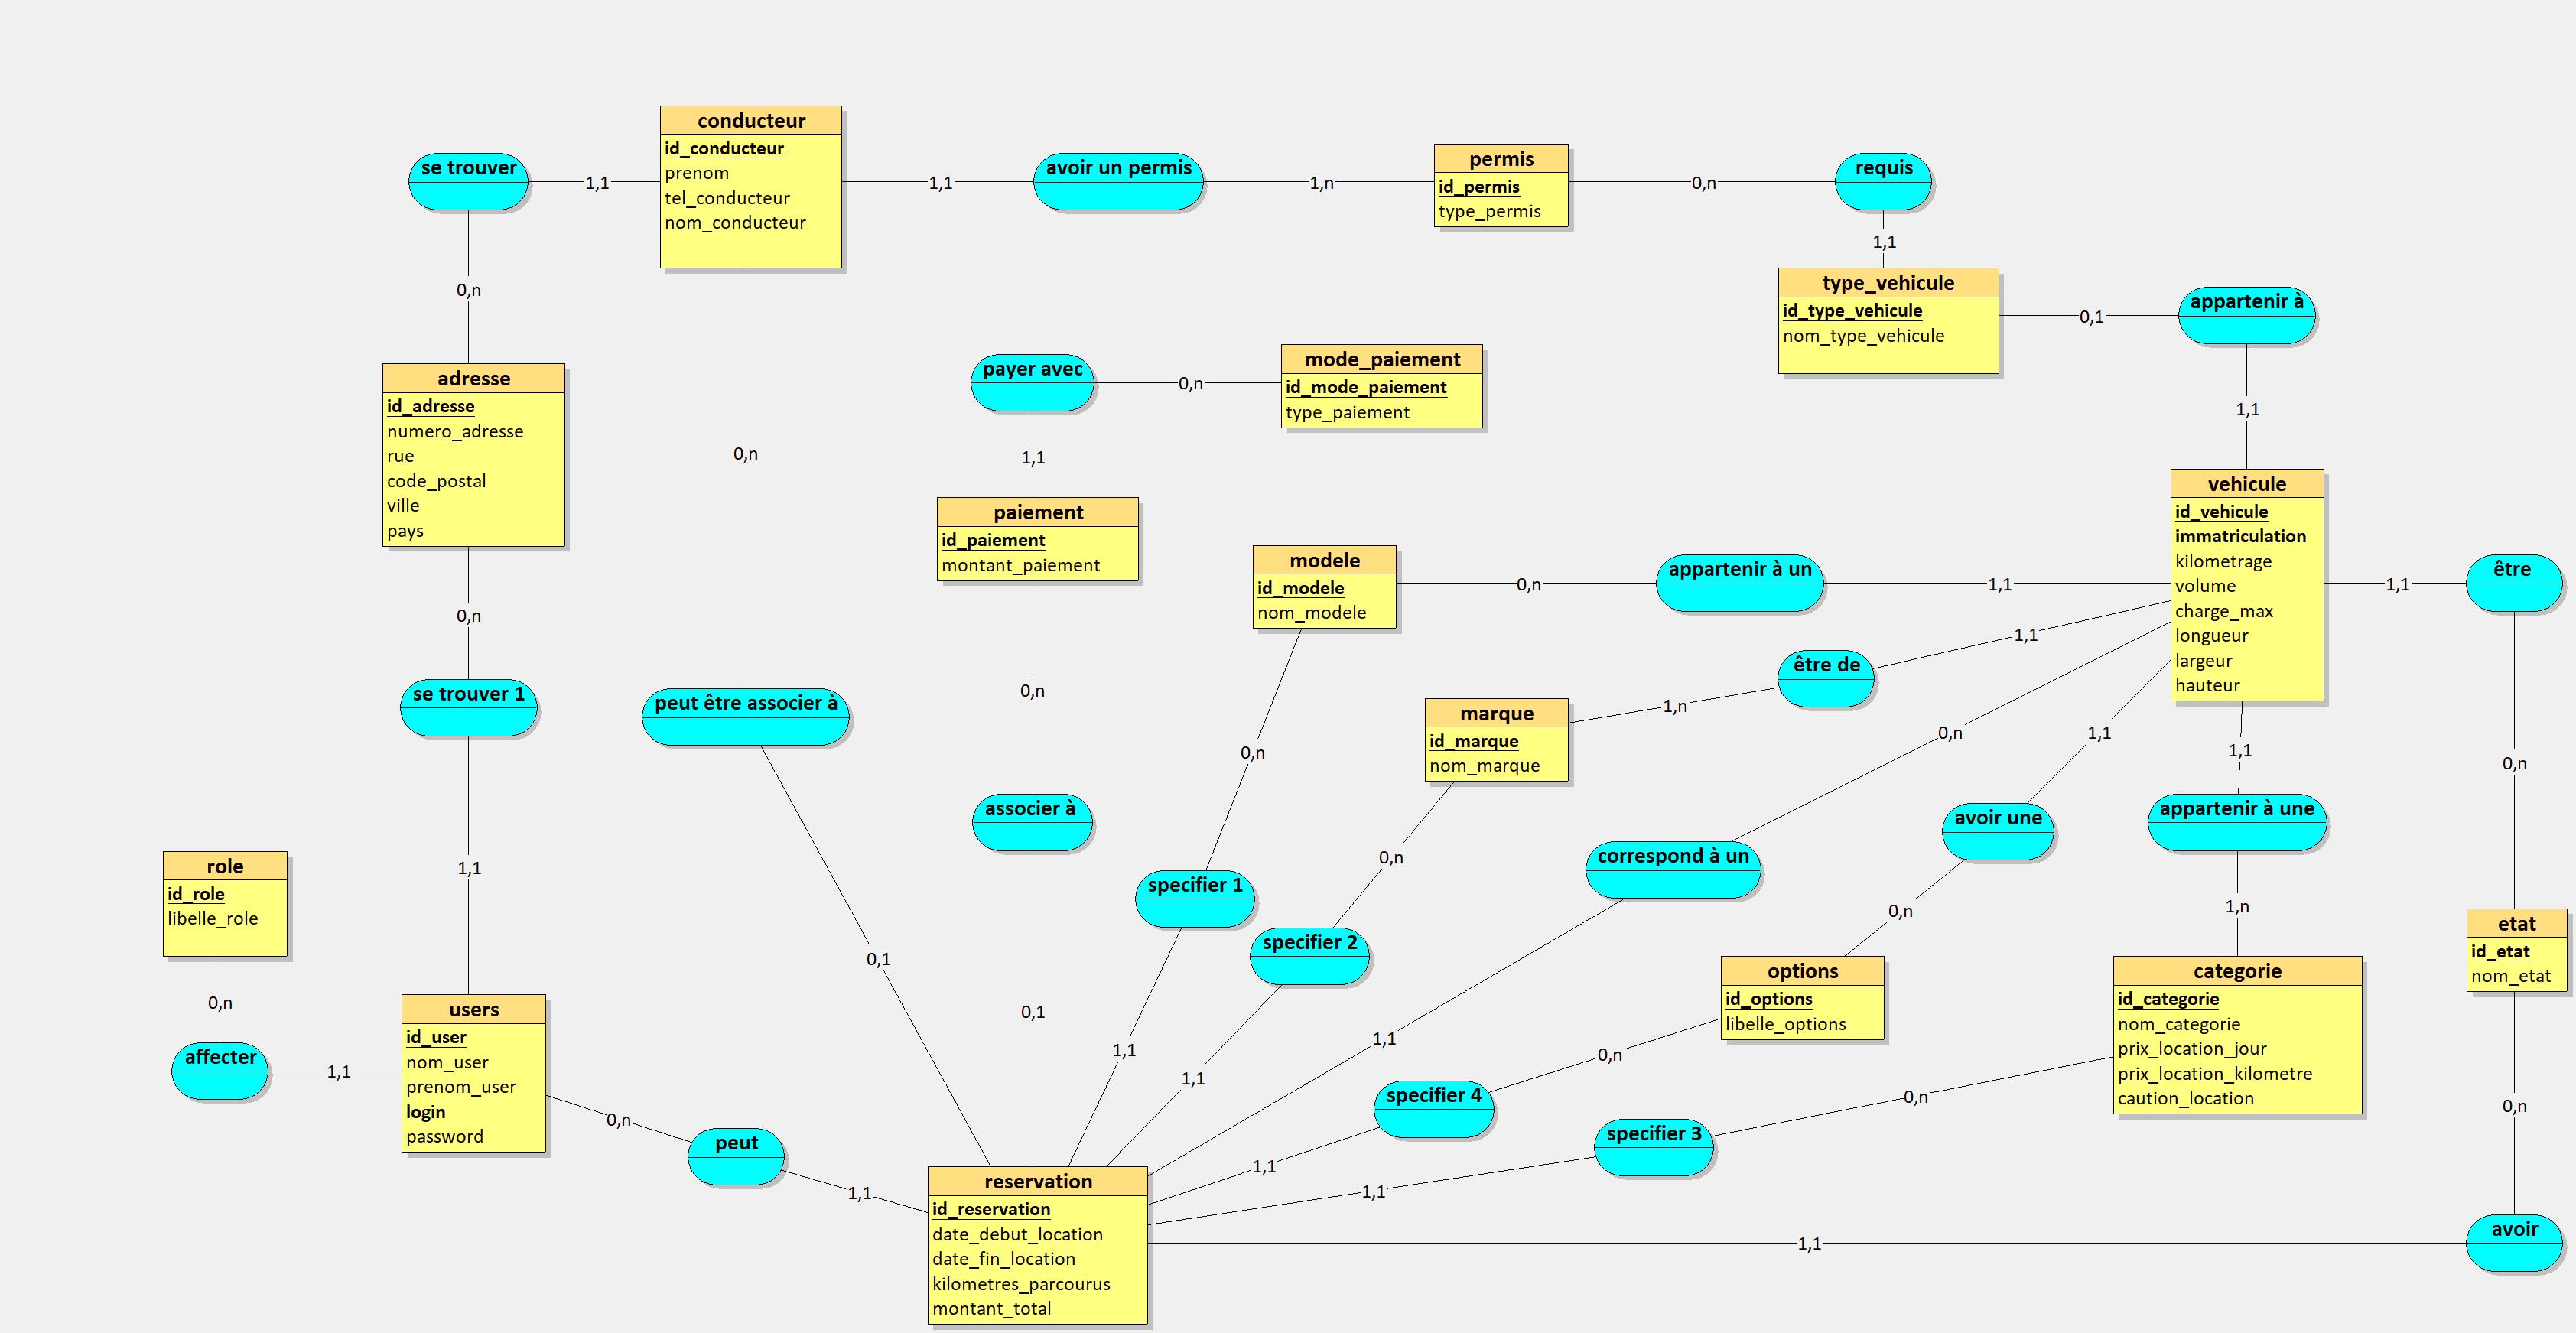 conducteur
id_conducteur
prenom
tel_conducteur
nom_conducteur
se trouver
1,1
1,1
avoir un permis
1,n
permis
id_permis
type_permis
0,n
requis
1,1
type_vehicule
id_type_vehicule
nom_type_vehicule
0,1
appartenir à
1,1
0,n
adresse
id_adresse
numero_adresse
rue
code_postal
ville
pays
0,n
payer avec
0,n
mode_paiement
id_mode_paiement
type_paiement
1,1
paiement
id_paiement
montant_paiement
modele
id_modele
nom_modele
0,n
appartenir à un
1,1
vehicule
id_vehicule
immatriculation
kilometrage
volume
charge_max
longueur
largeur
hauteur
1,1
être
0,n
se trouver 1
peut être associer à
0,n
0,n
marque
id_marque
nom_marque
1,n
être de
1,1
0,n
1,1
1,1
0,n
associer à
specifier 1
0,n
specifier 2
correspond à un
avoir une
appartenir à une
role
id_role
libelle_role
1,1
0,1
0,n
1,n
etat
id_etat
nom_etat
0,n
users
id_user
nom_user
prenom_user
login
password
affecter
1,1
0,1
1,1
1,1
1,1
options
id_options
libelle_options
categorie
id_categorie
nom_categorie
prix_location_jour
prix_location_kilometre
caution_location
0,n
specifier 4
0,n
specifier 3
0,n
0,n
peut
1,1
1,1
1,1
reservation
id_reservation
date_debut_location
date_fin_location
kilometres_parcourus
montant_total
1,1
avoir